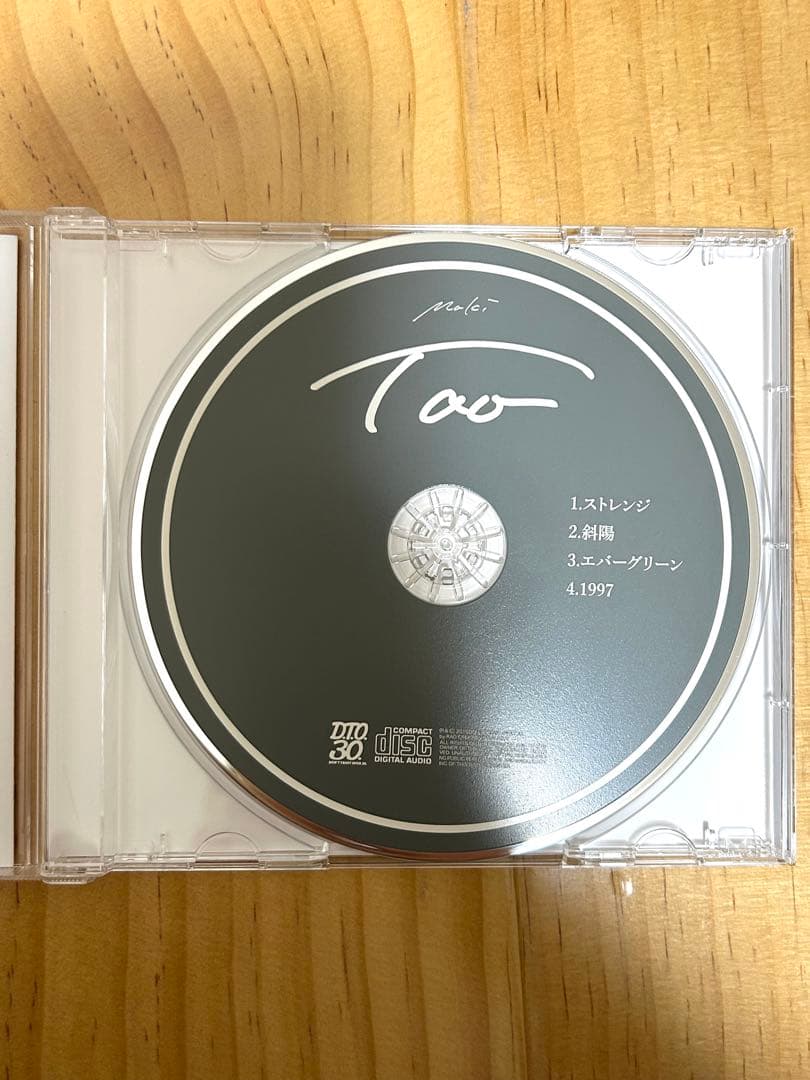 Maki
Tao
1.ストレンジ
2.斜陽
3.エバーグリーン
4.1997
D.T.O.
30.
COMPACT
disc
DIGITAL AUDIO